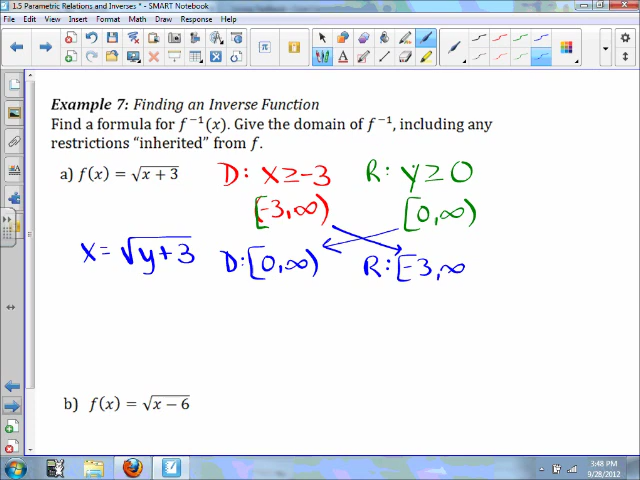 1.5 Parametric Relations and Inverses * - SMART Notebook
File Edit View Insert Format Math Draw Response Help
Example 7: Finding an Inverse Function
Find a formula for f⁻¹(x). Give the domain of f⁻¹, including any
restrictions “inherited” from f.
a) f(x) = √(x + 3) D: x ≥ -3 R: y ≥ 0
[-3, ∞) [0, ∞)
x = √(y + 3) D: [0, ∞) R: [-3, ∞
b) f(x) = √(x − 6)
3:48 PM
9/28/2012